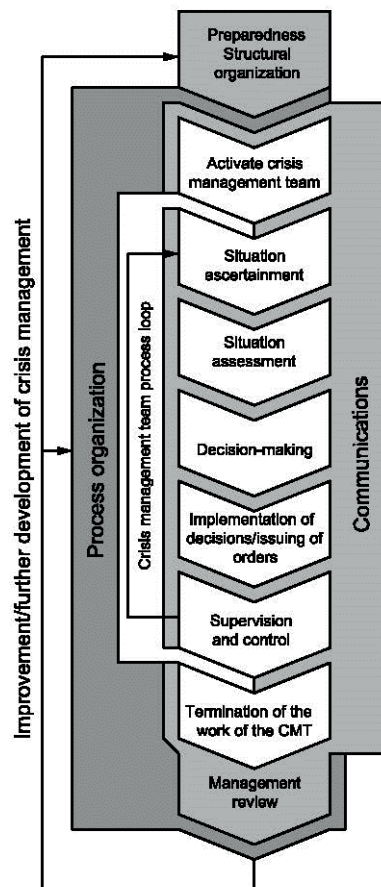 Preparedness
Structural
organization
Activate crisis
management team
Situation
ascertainment
Situation
assessment
Decision-making
Implementation of
decisions/issuing of
orders
Supervision
and control
Termination of the
work of the CMT
Management
review
Improvement/further development of crisis management
Process organization
Crisis management team process loop
Communications